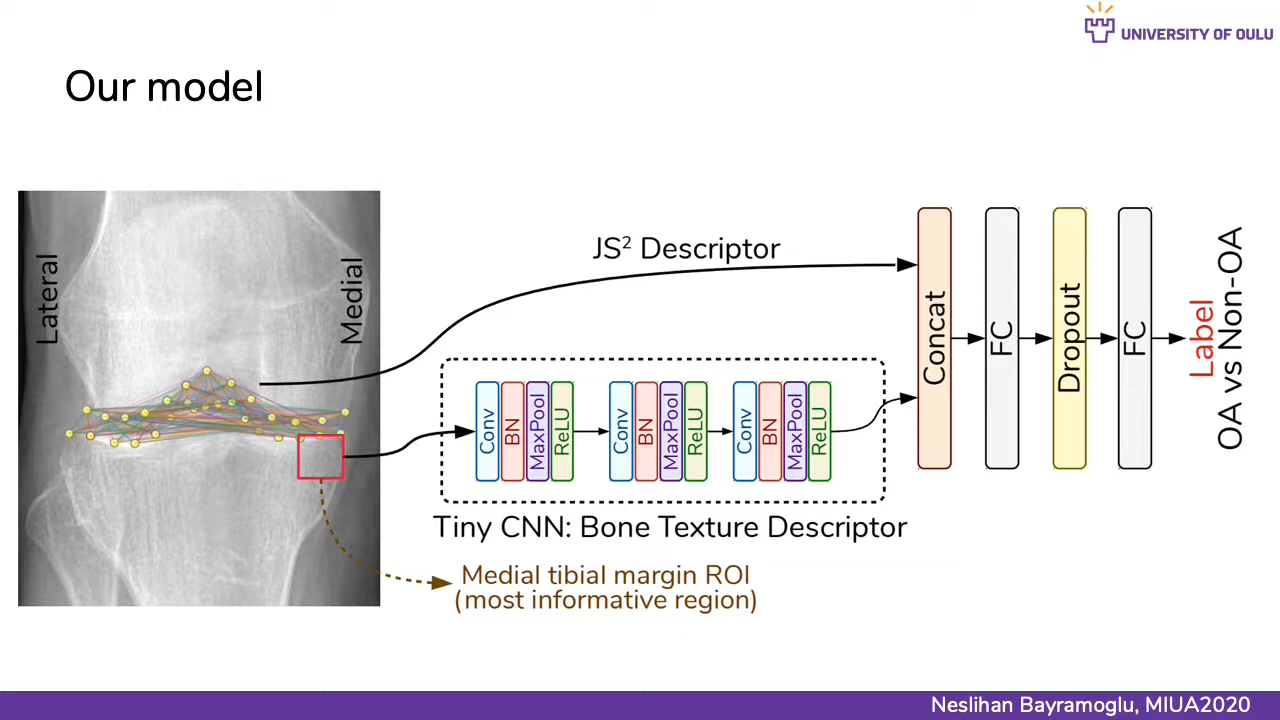 UNIVERSITY OF OULU
Our model
Lateral
Medial
JS² Descriptor
Conv
BN
MaxPool
ReLU
Conv
BN
MaxPool
ReLU
Conv
BN
MaxPool
ReLU
Tiny CNN: Bone Texture Descriptor
Medial tibial margin ROI
(most informative region)
Concat
FC
Dropout
FC
Label
OA vs Non-OA
Neslihan Bayramoglu, MIUA2020